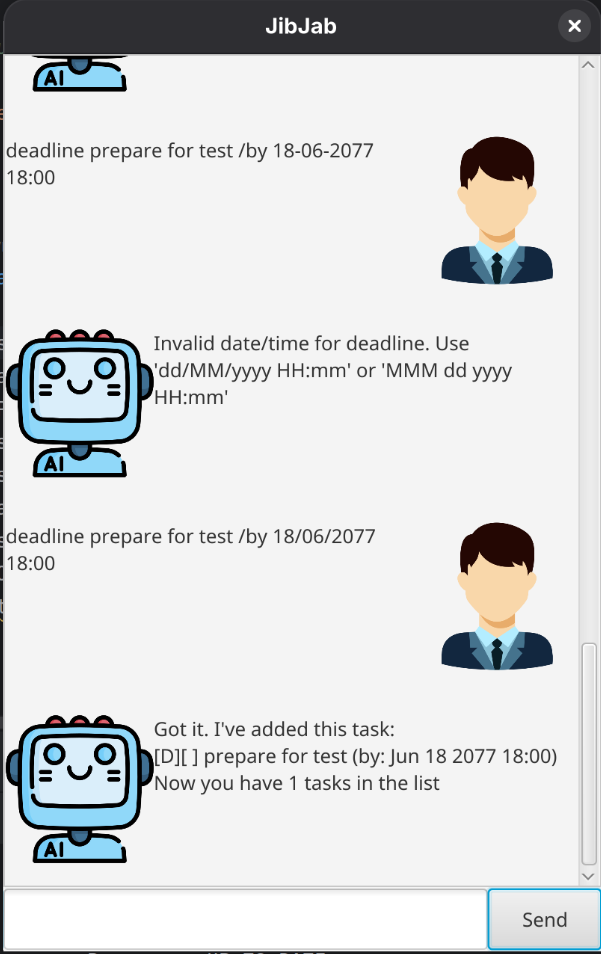 JibJab
AI
deadline prepare for test /by 18-06-2077
18:00
Invalid date/time for deadline. Use
'dd/MM/yyyy HH:mm' or 'MMM dd yyyy
HH:mm'
AI
deadline prepare for test /by 18/06/2077
18:00
Got it. I've added this task:
[D][ ] prepare for test (by: Jun 18 2077 18:00)
Now you have 1 tasks in the list
AI
Send